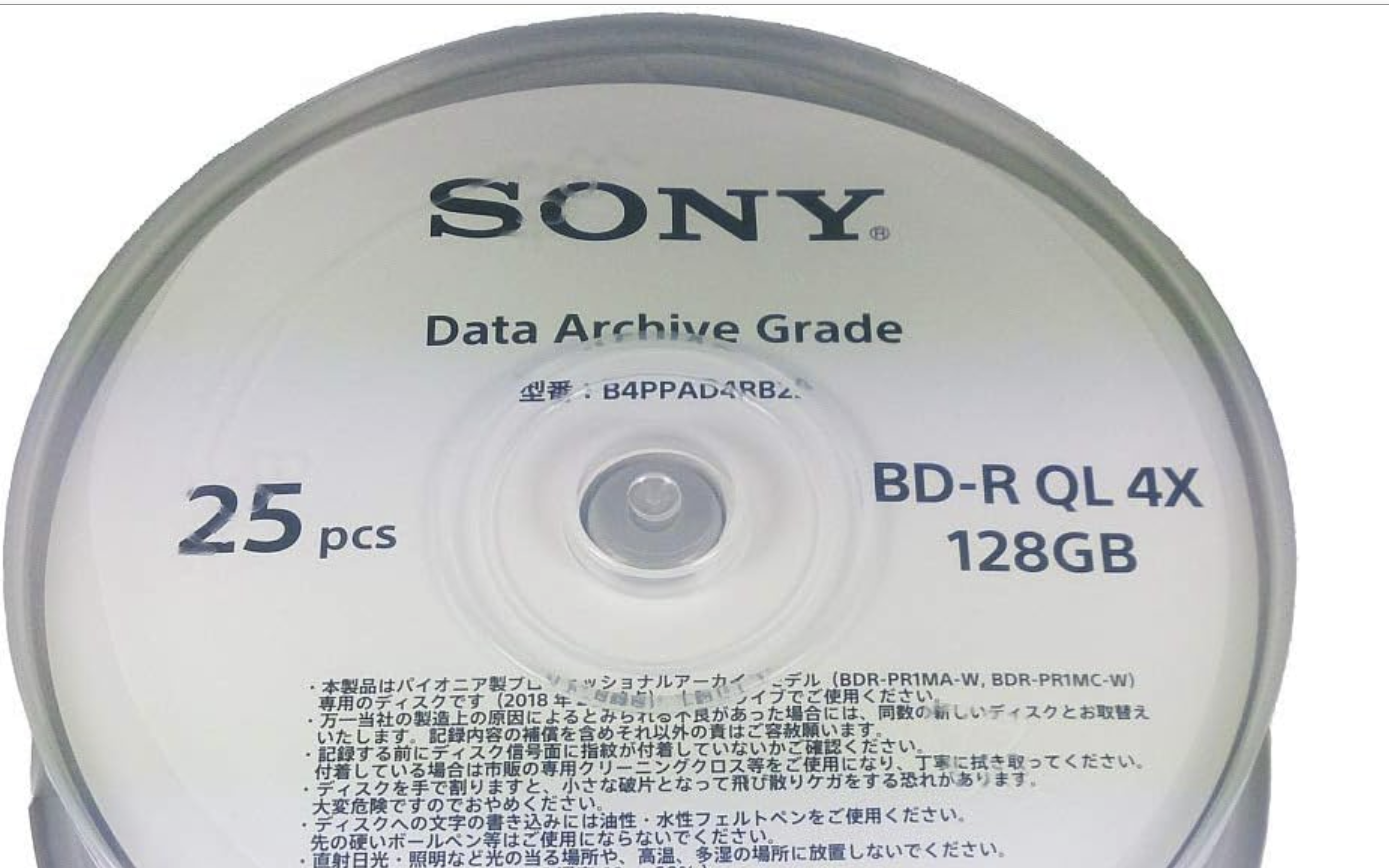 SONY®
Data Archive Grade
型番：B4PPAD4RB2
25 pcs
BD-R QL 4X
128GB
・本製品はパイオニア製プロ ッショナルアーカイ デル（BDR-PR1MA-W, BDR-PR1MC-W）
専用のディスクです（2018 年 イブでご使用ください。
・万一当社の製造上の原因によるとみられる不良があった場合には、同数の新しいディスクとお取替え
いたします。記録内容の補償を含めそれ以外の責はご容赦願います。
・記録する前にディスク信号面に指紋が付着していないかご確認ください。
付着している場合は市販の専用クリーニングクロス等をご使用になり、丁寧に拭き取ってください。
・ディスクを手で割りますと、小さな破片となって飛び散りケガをする恐れがあります。
大変危険ですのでおやめください。
・ディスクへの文字の書き込みには油性・水性フェルトペンをご使用ください。
先の硬いボールペン等はご使用にならないでください。
・直射日光・照明など光の当る場所や、高温、多湿の場所に放置しないでください。